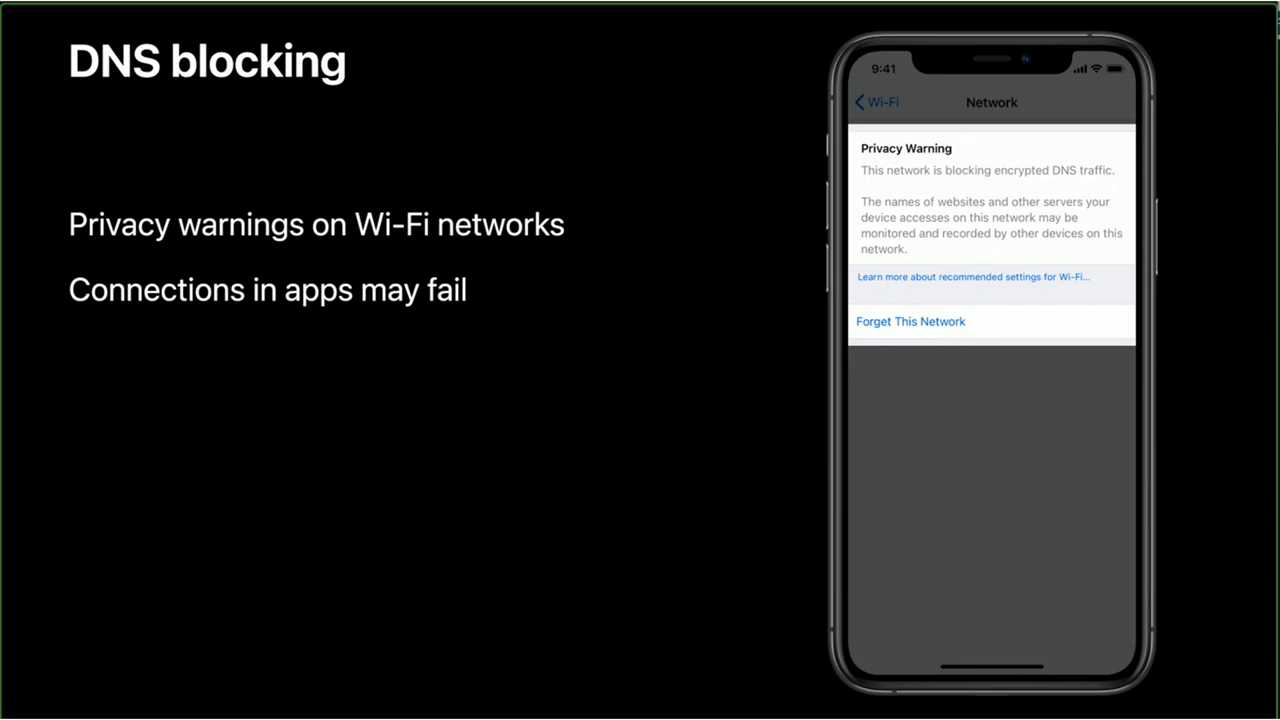 DNS blocking
Privacy warnings on Wi-Fi networks
Connections in apps may fail
9:41
Wi-Fi
Network
Privacy Warning
This network is blocking encrypted DNS traffic.
The names of websites and other servers your
device accesses on this network may be
monitored and recorded by other devices on this
network.
Learn more about recommended settings for Wi-Fi...
Forget This Network